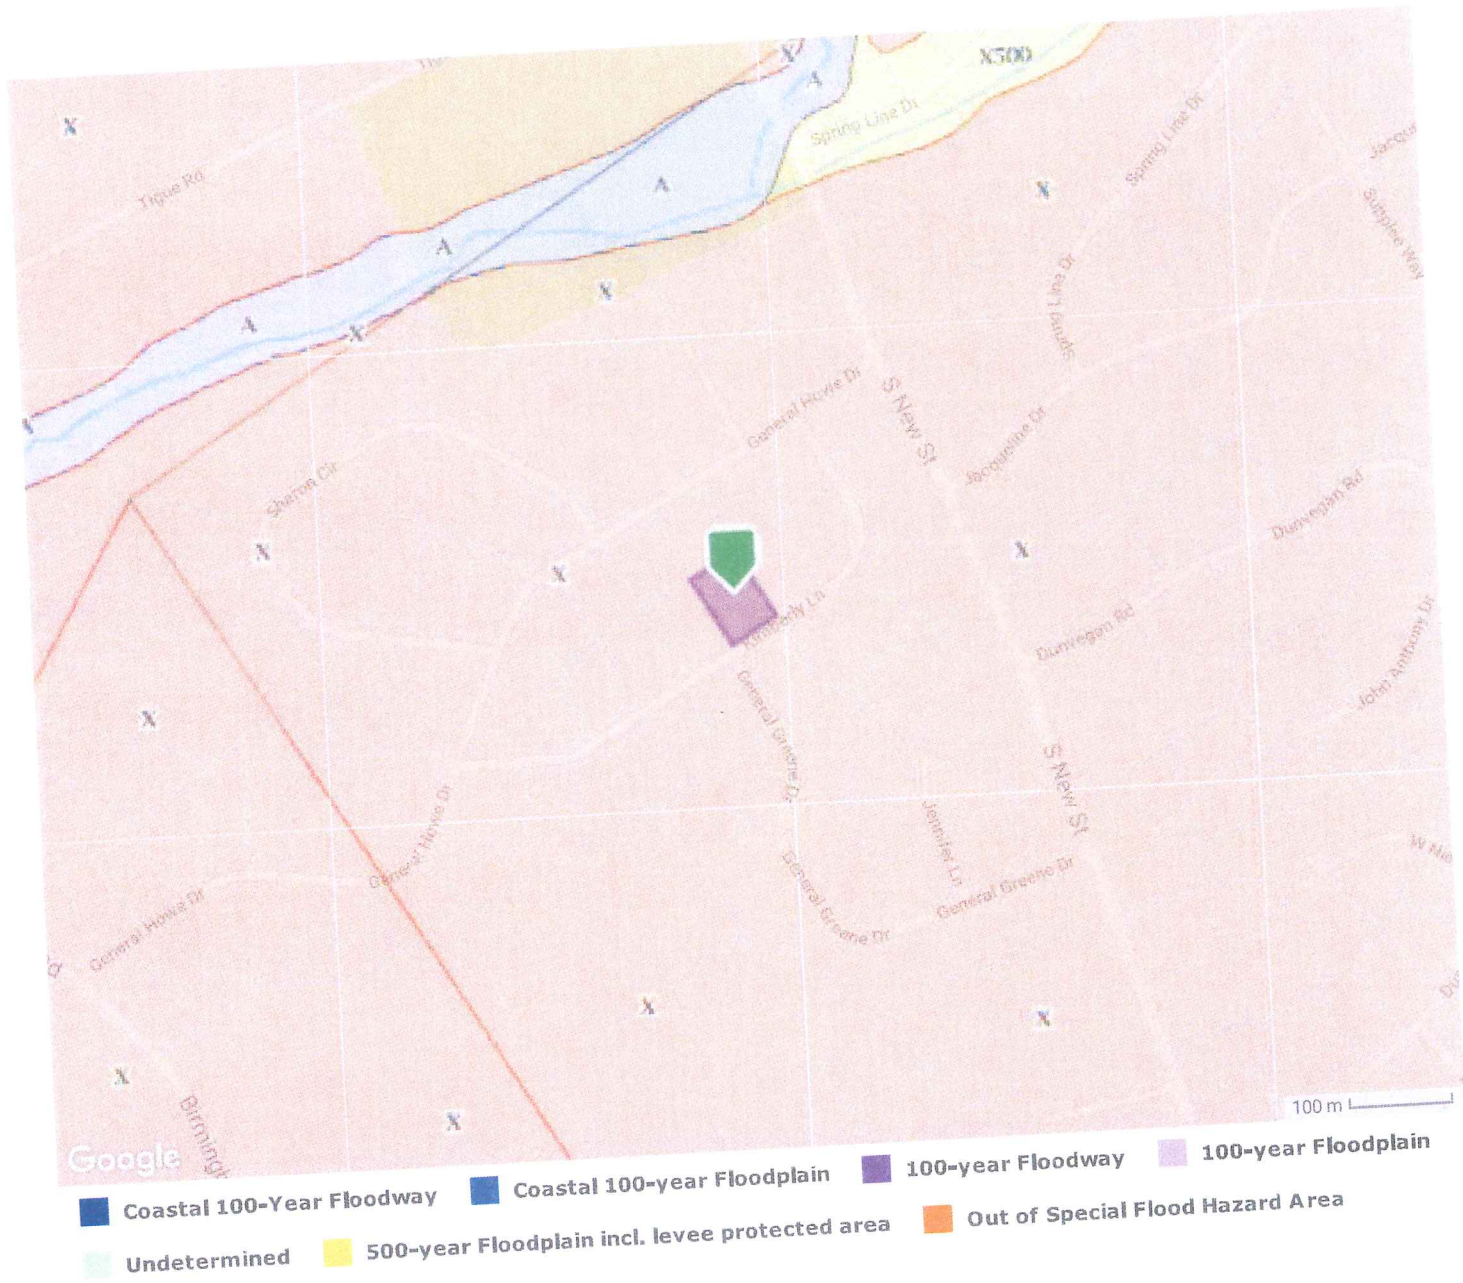 X
X500
A
Spring Line Dr
Spring Line Dr
X
Tigue Rd
A
X
Suttplee Way
A
Spring Line Dr
X
A
X
General Howe Dr
S New St
Jacqueline Dr
Sharon Cir
Dunvegan Rd
X
X
X
Kimberly Ln
Dunvegan Rd
John Anthony Dr
General Greene Dr
X
S New St
General Howe Dr
Jennifer Ln
General Greene Dr
General Howe Dr
General Greene Dr
X
X
X
X
100 m
Google
Coastal 100-Year Floodway
Coastal 100-year Floodplain
100-year Floodway
100-year Floodplain
Undetermined
500-year Floodplain incl. levee protected area
Out of Special Flood Hazard Area